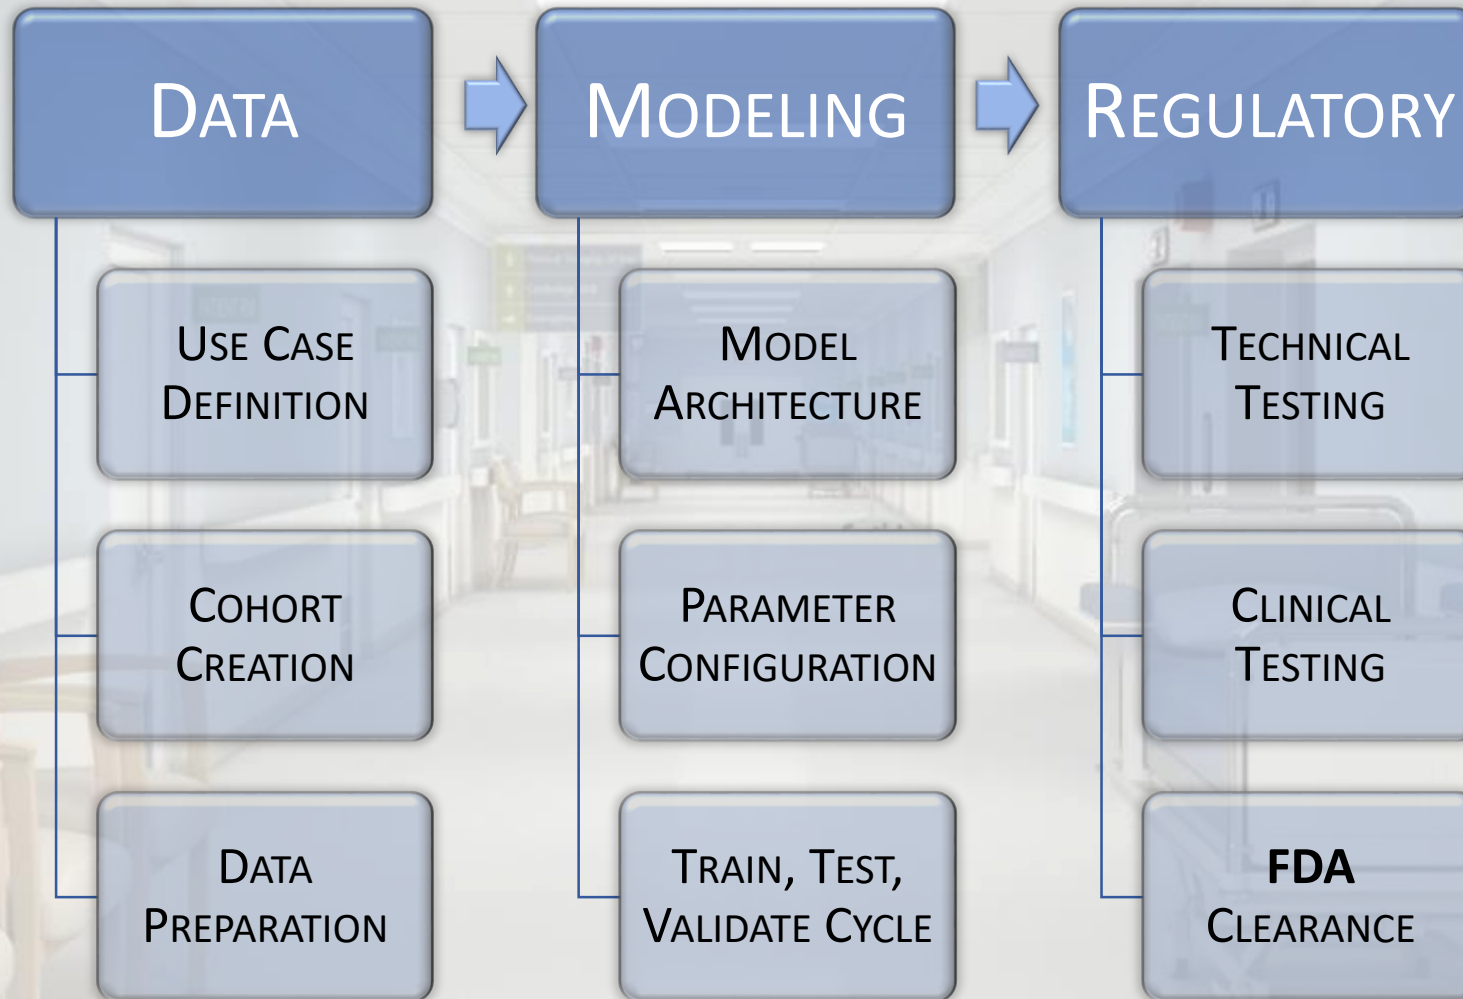 DATA
USE CASE
DEFINITION
COHORT
CREATION
DATA
PREPARATION
MODELING
MODEL
ARCHITECTURE
PARAMETER
CONFIGURATION
TRAIN, TEST,
VALIDATE CYCLE
REGULATORY
TECHNICAL
TESTING
CLINICAL
TESTING
FDA
CLEARANCE